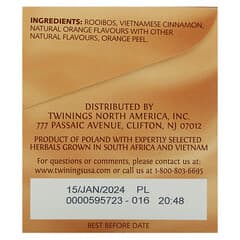 INGREDIENTS: ROOIBOS, VIETNAMESE CINNAMON,
NATURAL ORANGE FLAVOURS WITH OTHER
NATURAL FLAVOURS, ORANGE PEEL.
DISTRIBUTED BY
TWININGS NORTH AMERICA, INC.
777 PASSAIC AVENUE, CLIFTON, NJ 07012
PRODUCT OF POLAND WITH EXPERTLY SELECTED
HERBALS GROWN IN SOUTH AFRICA AND VIETNAM
For questions or comments, please contact us at
www.twiningsusa.com or call us at 1-800-803-6695
15/JAN/2024 PL
0000595723 - 016 20:48
BEST BEFORE DATE